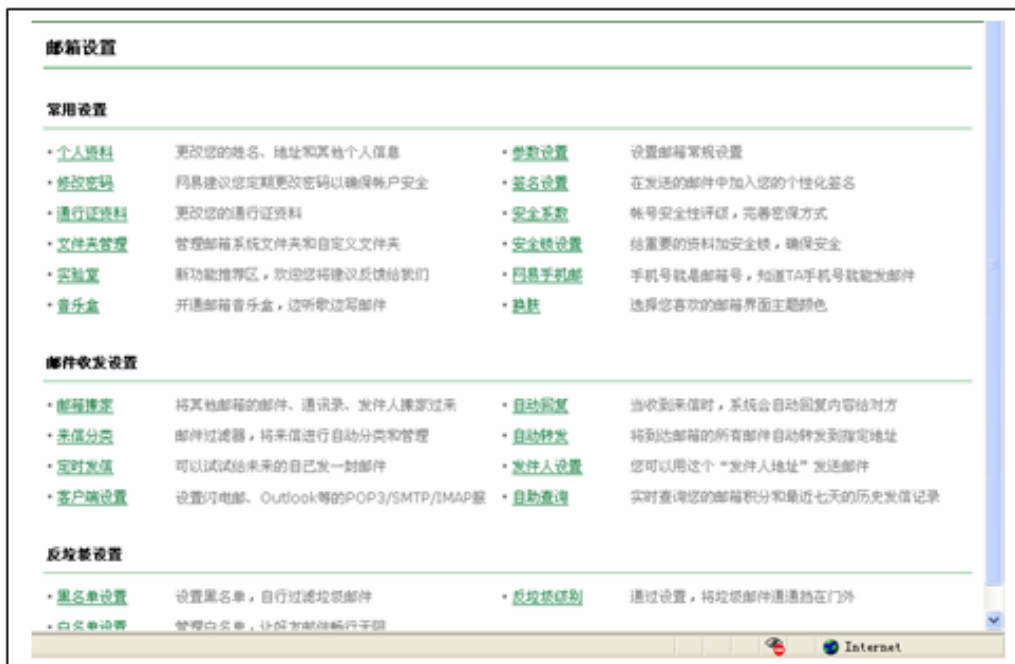 邮箱设置
常用设置
· 个人资料 更改您的姓名、地址和其他个人信息 · 参数设置 设置邮箱常规设置
· 修改密码 网易建议您定期更改密码以确保帐户安全 · 签名设置 在发送的邮件中加入您的个性化签名
· 通行证资料 更改您的通行证资料 · 安全系数 帐号安全性评级，完善密保方式
· 文件夹管理 管理邮箱系统文件夹和自定义文件夹 · 安全锁设置 给重要的资料加安全锁，确保安全
· 实验室 新功能推荐区，欢迎您将建议反馈给我们 · 网易手机邮 手机号就是邮箱号，知道TA手机号就能发邮件
· 音乐盒 开通邮箱音乐盒，边听歌边写邮件 · 换肤 选择您喜欢的邮箱界面主题颜色
邮件收发设置
· 邮箱搬家 将其他邮箱的邮件、通讯录、发件人搬家过来 · 自动回复 当收到来信时，系统会自动回复内容给对方
· 来信分类 邮件过滤器，将来信进行自动分类和管理 · 自动转发 将到达邮箱的所有邮件自动转发到指定地址
· 定时发信 可以试试给未来的自己发一封邮件 · 发件人设置 您可以用这个“发件人地址”发送邮件
· 客户端设置 设置闪电邮、Outlook等的POP3/SMTP/IMAP服 · 自助查询 实时查询您的邮箱积分和最近七天的历史发信记录
反垃圾设置
· 黑名单设置 设置黑名单，自行过滤垃圾邮件 · 反垃圾级别 通过设置，将垃圾邮件通通挡在门外
· 白名单设置 管理白名单，让好友邮件畅行无阻
Internet